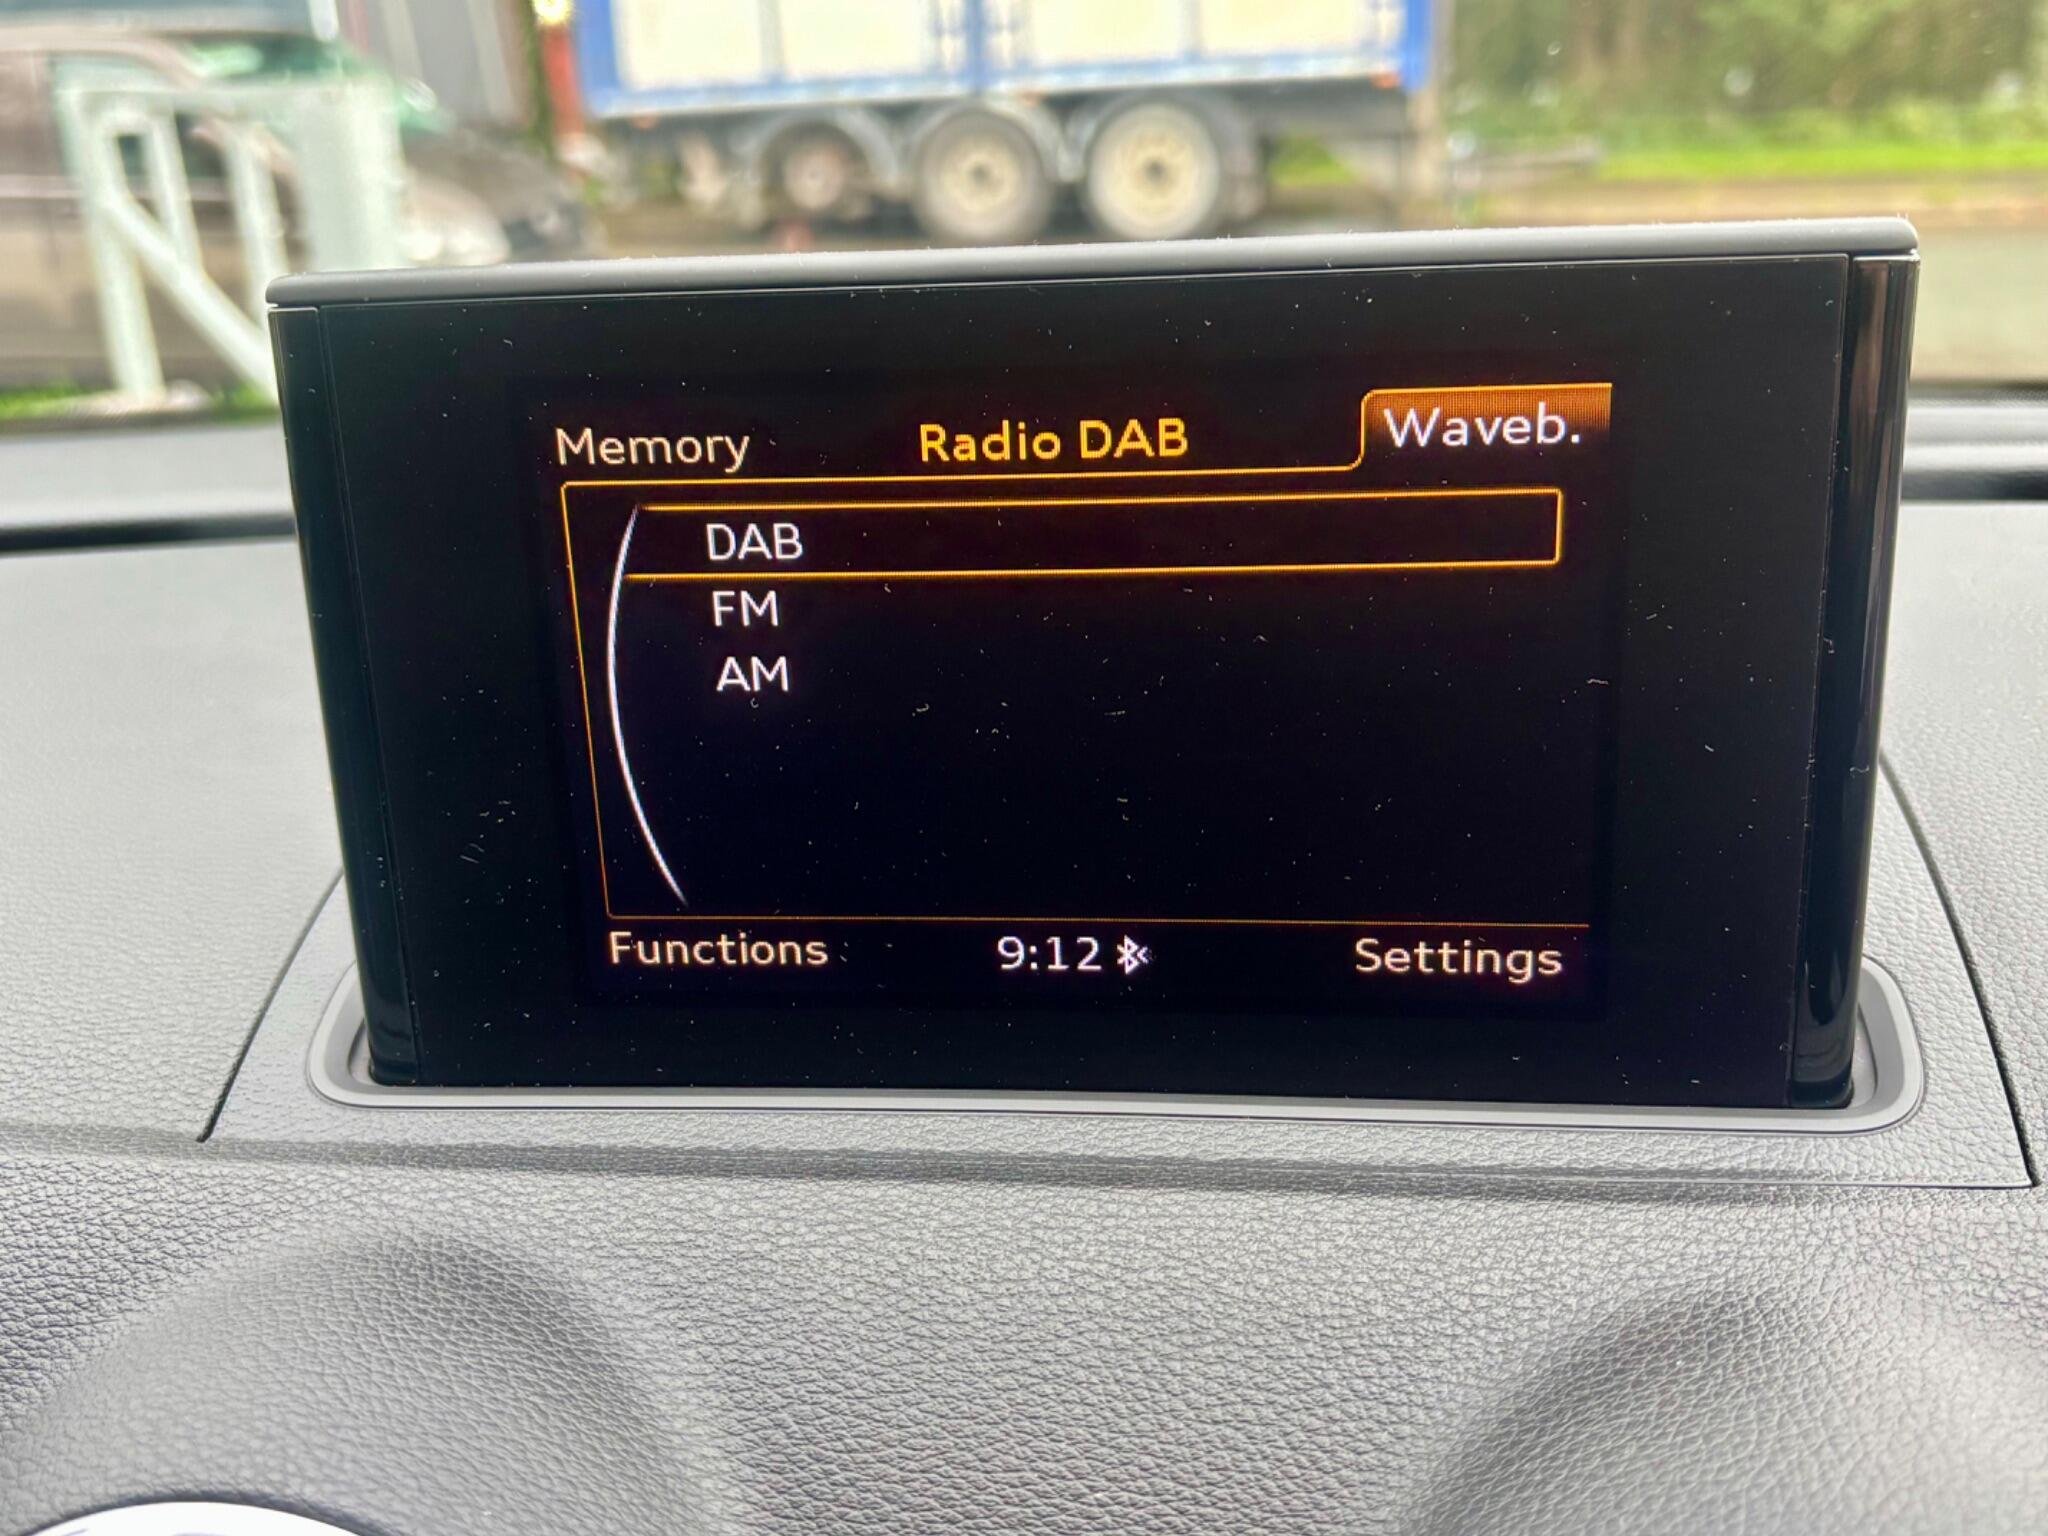 Memory Radio DAB Waveb.
DAB
FM
AM
Functions 9:12 Settings